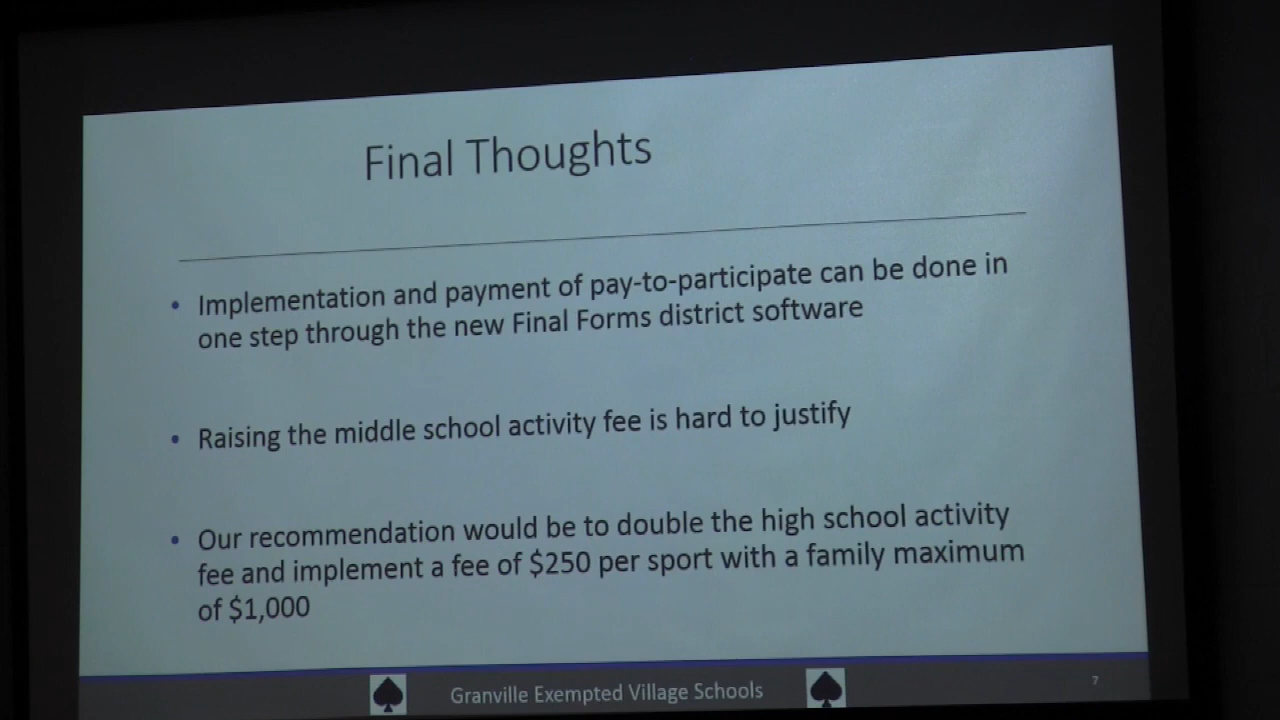 Final Thoughts
• Implementation and payment of pay-to-participate can be done in
one step through the new Final Forms district software
• Raising the middle school activity fee is hard to justify
• Our recommendation would be to double the high school activity
fee and implement a fee of $250 per sport with a family maximum
of $1,000
Granville Exempted Village Schools
7